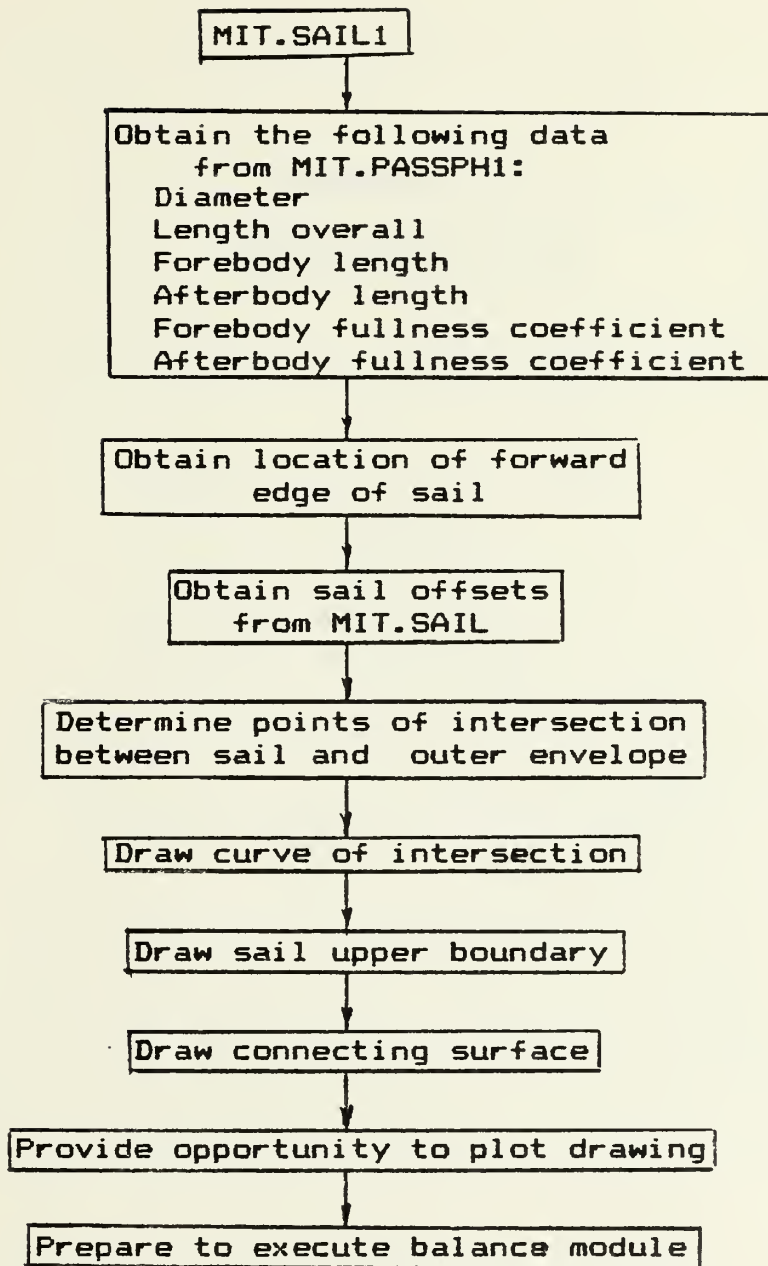 MIT.SAIL1
Obtain the following data
from MIT.PASSPH1:
Diameter
Length overall
Forebody length
Afterbody length
Forebody fullness coefficient
Afterbody fullness coefficient
Obtain location of forward
edge of sail
Obtain sail offsets
from MIT.SAIL
Determine points of intersection
between sail and outer envelope
Draw curve of intersection
Draw sail upper boundary
Draw connecting surface
Provide opportunity to plot drawing
Prepare to execute balance module